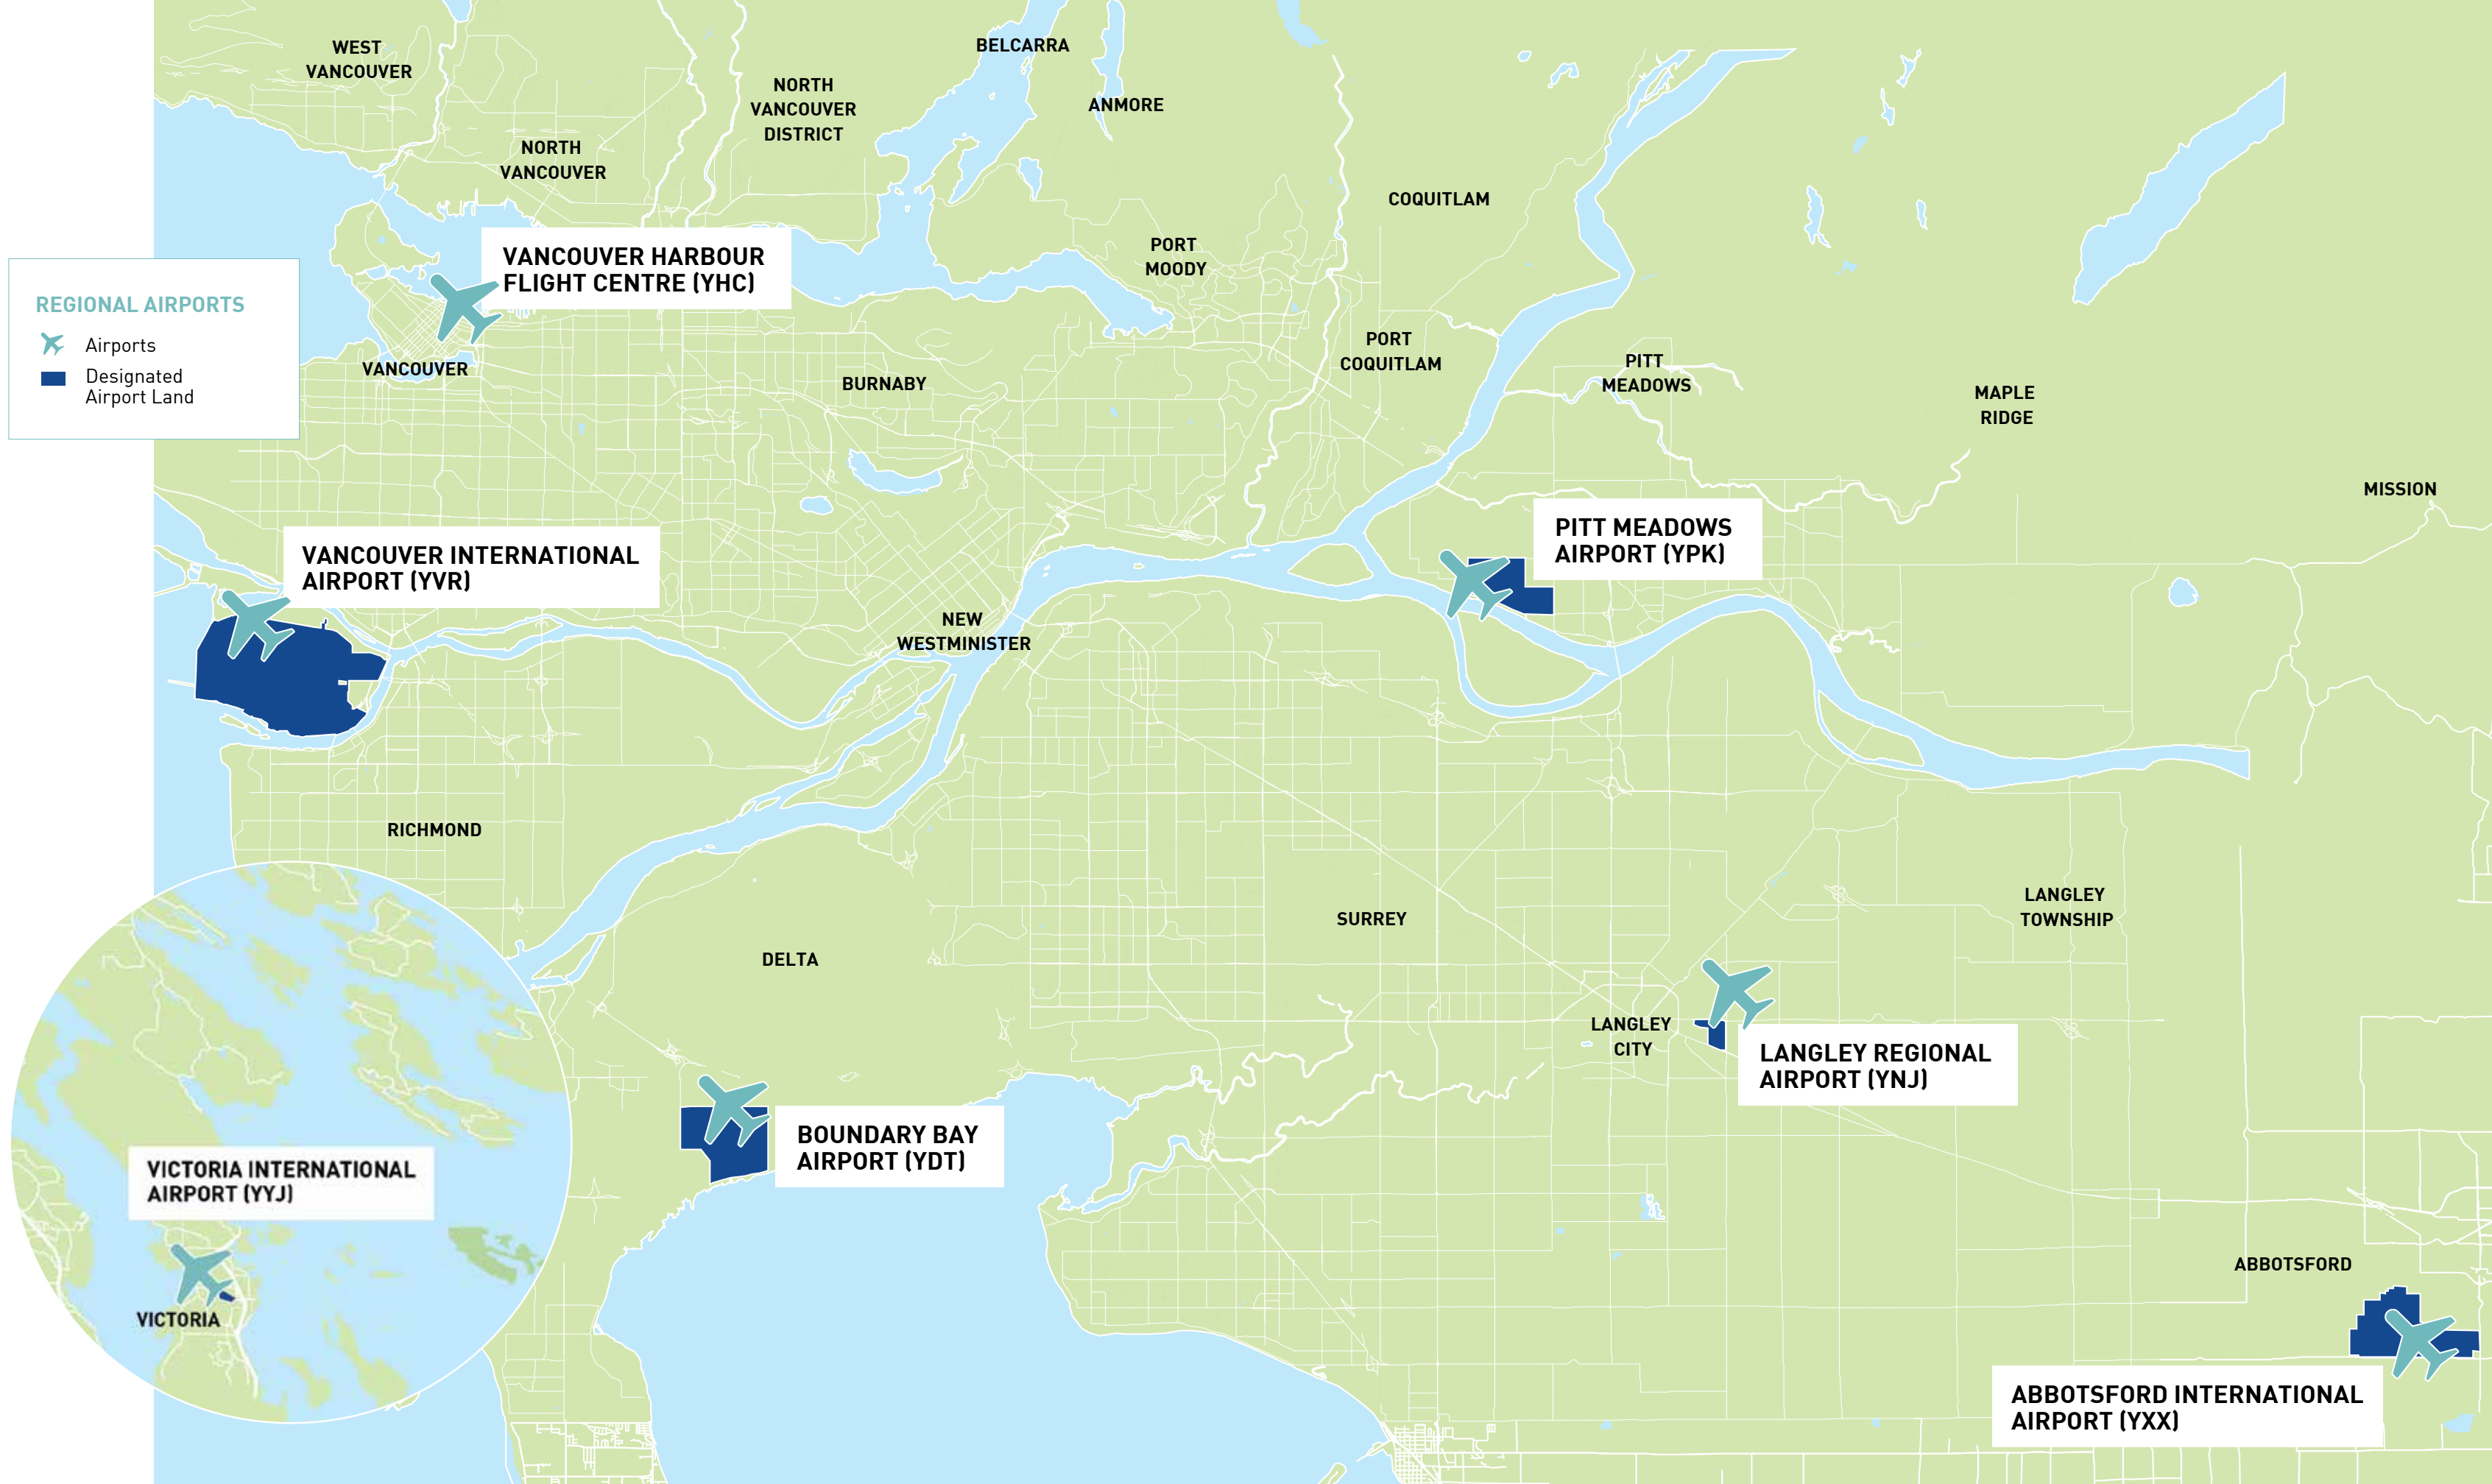 WEST
VANCOUVER
NORTH
VANCOUVER
NORTH
VANCOUVER
DISTRICT
BELCARRA
ANMORE
COQUITLAM
PORT
MOODY
VANCOUVER HARBOUR
FLIGHT CENTRE (YHC)
REGIONAL AIRPORTS
Airports
Designated
Airport Land
VANCOUVER
BURNABY
PORT
COQUITLAM
PITT
MEADOWS
MAPLE
RIDGE
MISSION
VANCOUVER INTERNATIONAL
AIRPORT (YVR)
PITT MEADOWS
AIRPORT (YPK)
NEW
WESTMINISTER
RICHMOND
DELTA
SURREY
LANGLEY
TOWNSHIP
LANGLEY
CITY
LANGLEY REGIONAL
AIRPORT (YNJ)
BOUNDARY BAY
AIRPORT (YDT)
VICTORIA INTERNATIONAL
AIRPORT (YYJ)
VICTORIA
ABBOTSFORD
ABBOTSFORD INTERNATIONAL
AIRPORT (YXX)